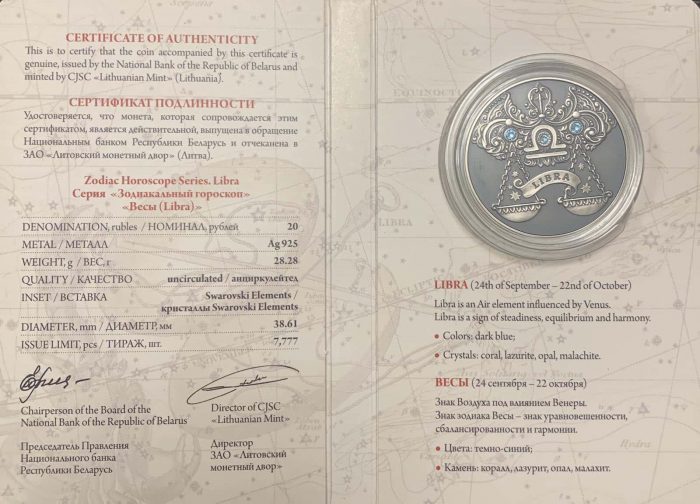 CERTIFICATE OF AUTHENTICITY
This is to certify that the coin accompanied by this certificate is
genuine, issued by the National Bank of the Republic of Belarus and
minted by CJSC «Lithuanian Mint» (Lithuania).
СЕРТИФИКАТ ПОДЛИННОСТИ
Удостоверяется, что монета, которая сопровождается этим
сертификатом, является действительной, выпущена в обращение
Национальным банком Республики Беларусь и отчеканена в
ЗАО «Литовский монетный двор» (Литва).
Zodiac Horoscope Series. Libra
Серия «Зодиакальный гороскоп»
«Весы (Libra)»
DENOMINATION, rubles / НОМИНАЛ, рублей 20
METAL / МЕТАЛЛ Ag 925
WEIGHT, g / ВЕС, г 28.28
QUALITY / КАЧЕСТВО uncirculated / анциркулейтед
INSET / ВСТАВКА Swarovski Elements /
кристаллы Swarovski Elements
DIAMETER, mm / ДИАМЕТР, мм 38.61
ISSUE LIMIT, pcs / ТИРАЖ, шт. 7,777
Chairperson of the Board of the
National Bank of the Republic of Belarus
Председатель Правления
Национального банка
Республики Беларусь
Director of CJSC
«Lithuanian Mint»
Директор
ЗАО «Литовский
монетный двор»
LIBRA
LIBRA (24th of September – 22nd of October)
Libra is an Air element influenced by Venus.
Libra is a sign of steadiness, equilibrium and harmony.
• Colors: dark blue;
• Crystals: coral, lazurite, opal, malachite.
ВЕСЫ (24 сентября – 22 октября)
Знак Воздуха под влиянием Венеры.
Знак зодиака Весы – знак уравновешенности,
сбалансированности и гармонии.
• Цвета: темно-синий;
• Камень: коралл, лазурит, опал, малахит.
LIBRA
Hydra